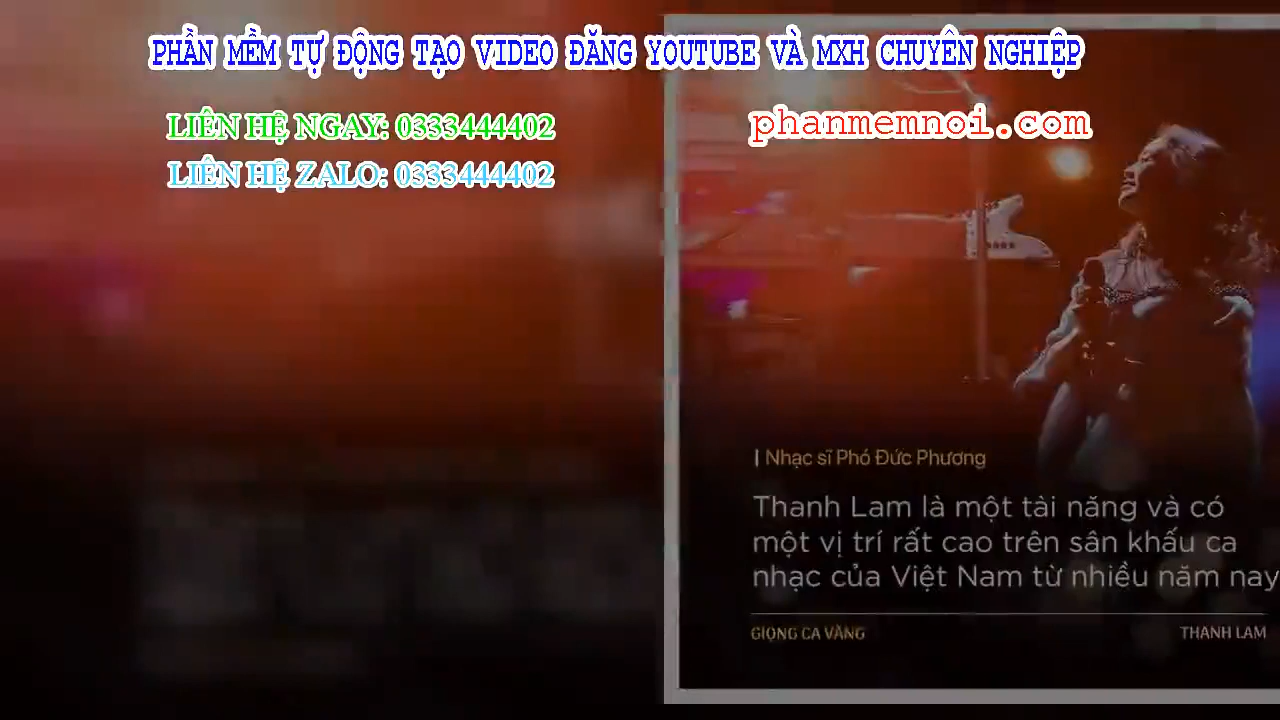 PHẦN MỀM TỰ ĐỘNG TẠO VIDEO ĐĂNG YOUTUBE VÀ MXH CHUYÊN NGHIỆP
LIÊN HỆ NGAY: 0333444402
phanmemnoi.com
LIÊN HỆ ZALO: 0333444402
| Nhạc sĩ Phó Đức Phương
Thanh Lam là một tài năng và có
một vị trí rất cao trên sân khấu ca
nhạc của Việt Nam từ nhiều năm nay
GIỌNG CA VÀNG
THANH LAM